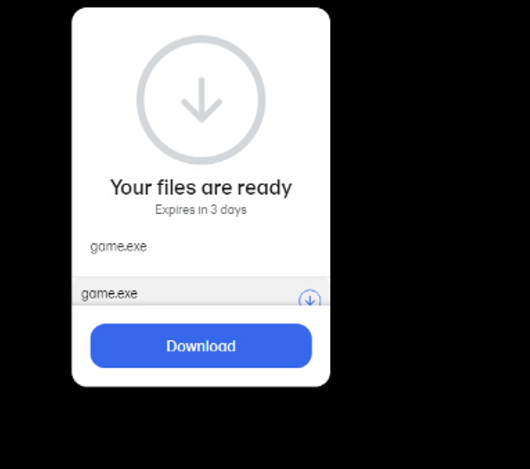 Your files are ready
Expires in 3 days
game.exe
game.exe
Download